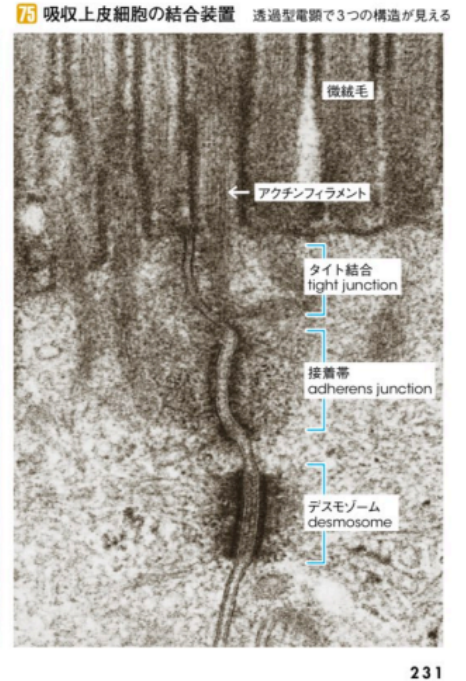 75 吸収上皮細胞の結合装置 透過型電顕で3つの構造が見える
微絨毛
アクチンフィラメント
タイト結合
tight junction
接着帯
adherens junction
デスモゾーム
desmosome
231